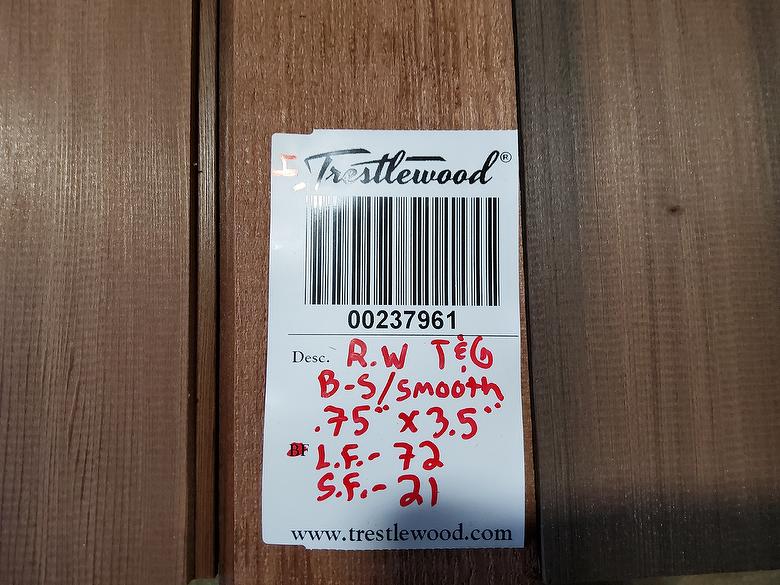 Trestlewood®
00237961
Desc. R.W T&G
B-S/smooth
.75" x 3.5"
BF L.F.- 72
S.F.- 21
www.trestlewood.com